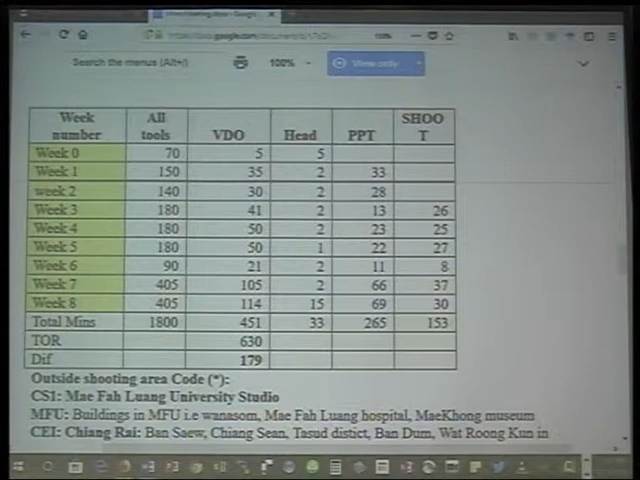 Search the menus (Alt+/)
100%
View only
Week number All tools VDO Head PPT SHOOT
Week 0 70 5 5
Week 1 150 35 2 33
week 2 140 30 2 28
Week 3 180 41 2 13 26
Week 4 180 50 2 23 25
Week 5 180 50 1 22 27
Week 6 90 21 2 11 8
Week 7 405 105 2 66 37
Week 8 405 114 15 69 30
Total Mins 1800 451 33 265 153
TOR 630
Dif 179
Outside shooting area Code (*):
CS1: Mae Fah Luang University Studio
MFU: Buildings in MFU i.e wanasom, Mae Fah Luang hospital, MaeKhong museum
CEI: Chiang Rai: Ban Saew, Chiang Sean, Tasud distict, Ban Dum, Wat Roong Kun in